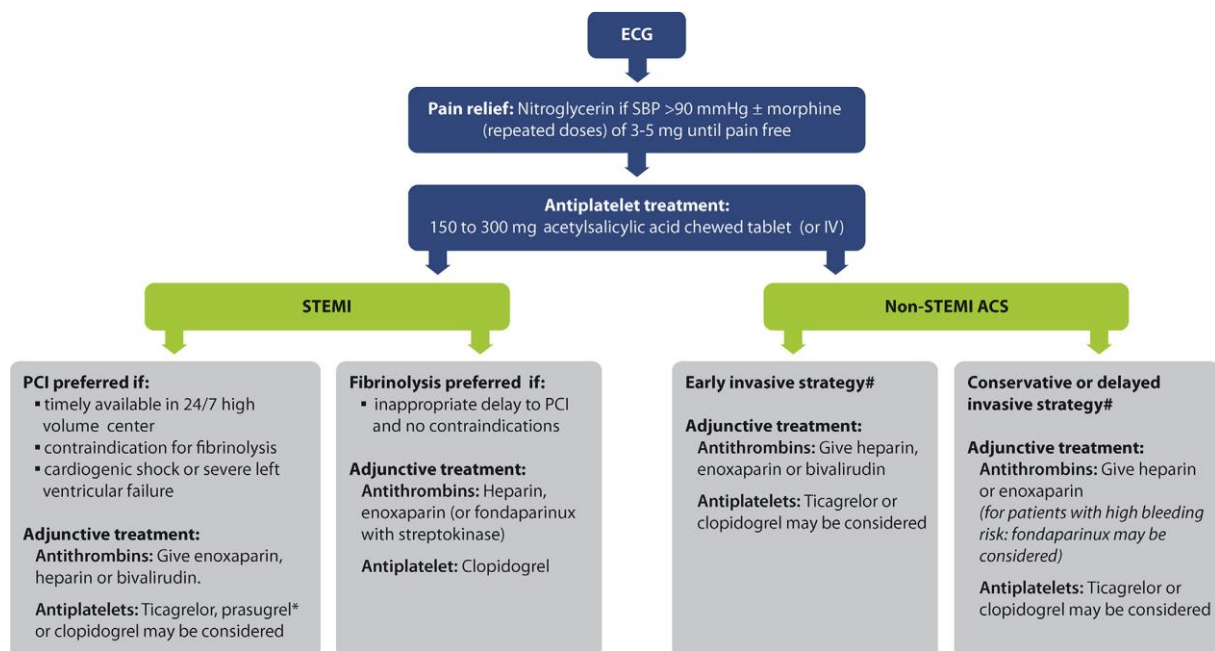 ECG
Pain relief: Nitroglycerin if SBP >90 mmHg ± morphine
(repeated doses) of 3-5 mg until pain free
Antiplatelet treatment:
150 to 300 mg acetylsalicylic acid chewed tablet (or IV)
STEMI
Non-STEMI ACS
PCI preferred if:
▪ timely available in 24/7 high
volume center
▪ contraindication for fibrinolysis
▪ cardiogenic shock or severe left
ventricular failure
Adjunctive treatment:
Antithrombins: Give enoxaparin,
heparin or bivalirudin.
Antiplatelets: Ticagrelor, prasugrel*
or clopidogrel may be considered
Fibrinolysis preferred if:
▪ inappropriate delay to PCI
and no contraindications
Adjunctive treatment:
Antithrombins: Heparin,
enoxaparin (or fondaparinux
with streptokinase)
Antiplatelet: Clopidogrel
Early invasive strategy#
Adjunctive treatment:
Antithrombins: Give heparin,
enoxaparin or bivalirudin
Antiplatelets: Ticagrelor or
clopidogrel may be considered
Conservative or delayed
invasive strategy#
Adjunctive treatment:
Antithrombins: Give heparin
or enoxaparin
(for patients with high bleeding
risk: fondaparinux may be
considered)
Antiplatelets: Ticagrelor or
clopidogrel may be considered